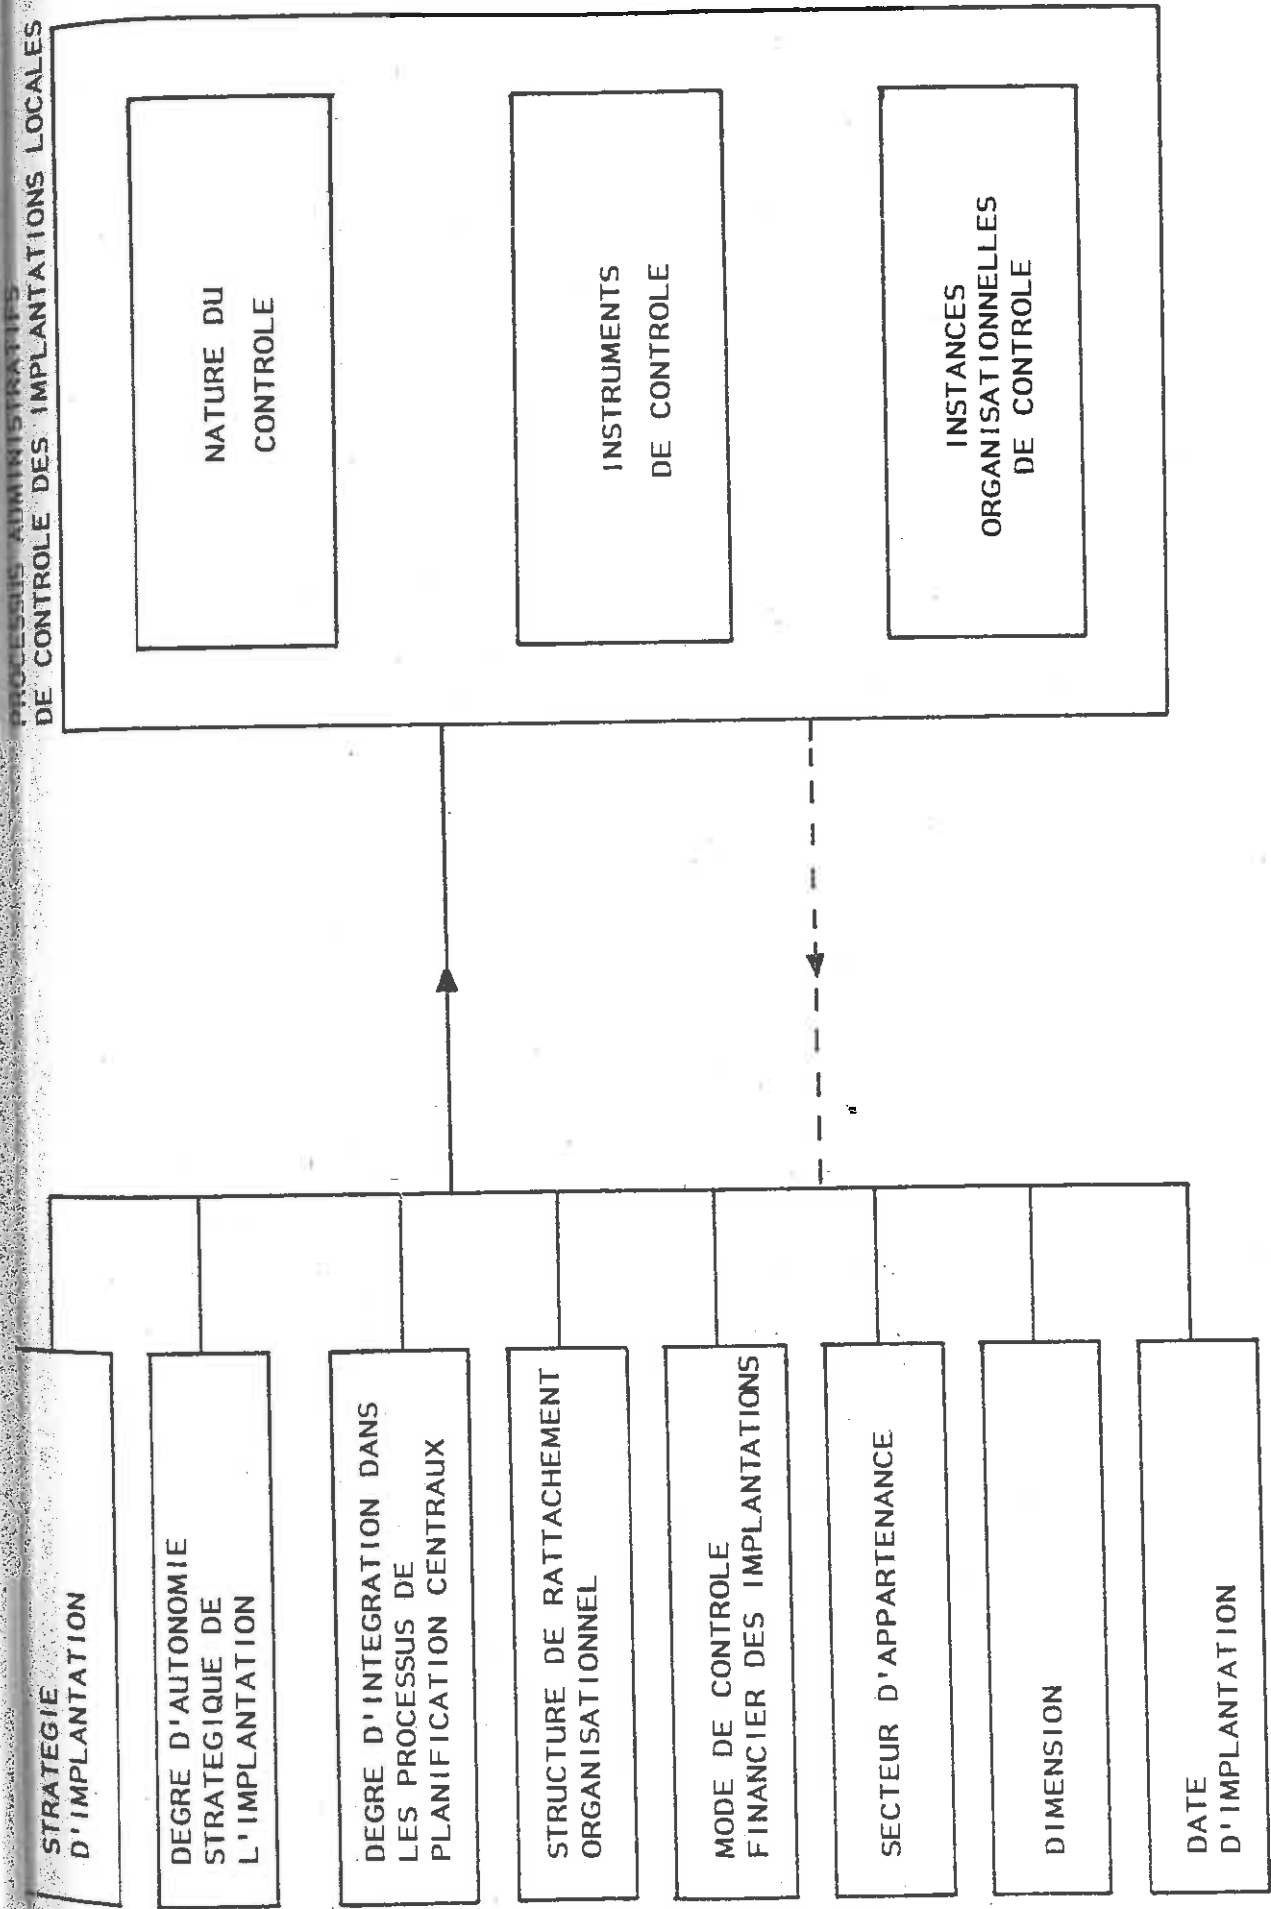 PROCESSUS ADMINISTRATIFS
DE CONTROLE DES IMPLANTATIONS LOCALES
STRATEGIE
D'IMPLANTATION
DEGRE D'AUTONOMIE
STRATEGIQUE DE
L'IMPLANTATION
DEGRE D'INTEGRATION DANS
LES PROCESSUS DE
PLANIFICATION CENTRAUX
STRUCTURE DE RATTACHEMENT
ORGANISATIONNEL
MODE DE CONTROLE
FINANCIER DES IMPLANTATIONS
SECTEUR D'APPARTENANCE
DIMENSION
DATE
D'IMPLANTATION
NATURE DU
CONTROLE
INSTRUMENTS
DE CONTROLE
INSTANCES
ORGANISATIONNELLES
DE CONTROLE